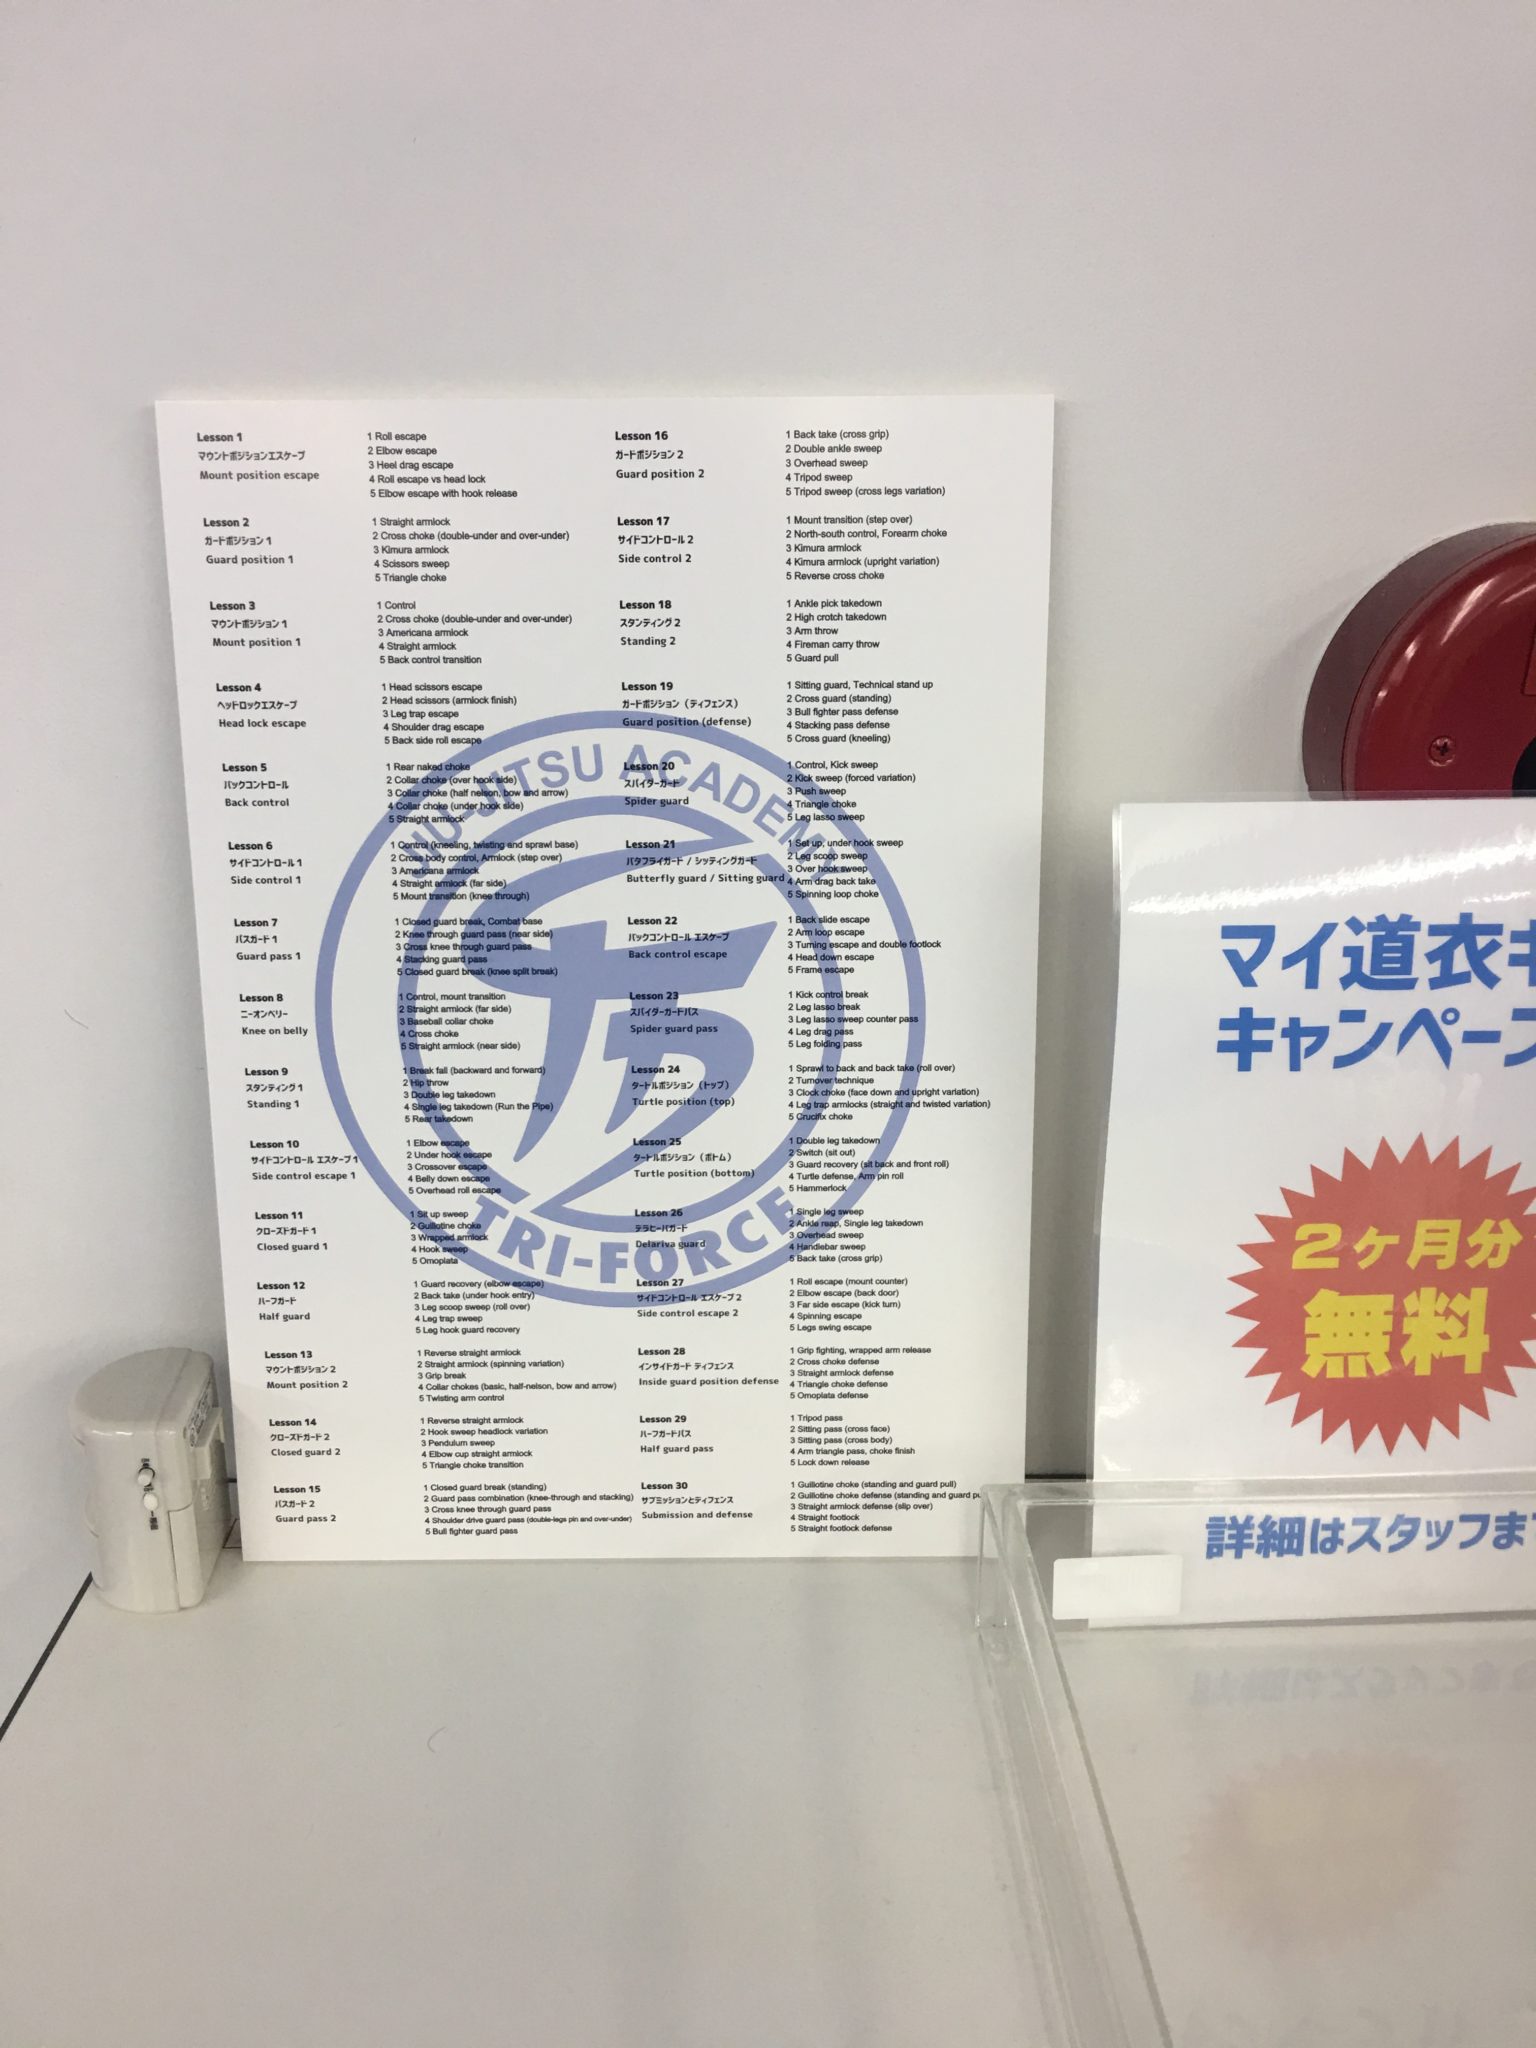 Lesson 1
マウントポジションエスケープ
Mount position escape
1 Roll escape
2 Elbow escape
3 Heel drag escape
4 Roll escape vs head lock
5 Elbow escape with hook release
Lesson 2
ガードポジション 1
Guard position 1
1 Straight armlock
2 Cross choke (double-under and over-under)
3 Kimura armlock
4 Scissors sweep
5 Triangle choke
Lesson 3
マウントポジション 1
Mount position 1
1 Control
2 Cross choke (double-under and over-under)
3 Americana armlock
4 Straight armlock
5 Back control transition
Lesson 4
ヘッドロックエスケープ
Head lock escape
1 Head scissors escape
2 Head scissors (armlock finish)
3 Leg trap escape
4 Shoulder drag escape
5 Back side roll escape
Lesson 5
バックコントロール
Back control
1 Rear naked choke
2 Collar choke (over hook side)
3 Collar choke (half nelson, bow and arrow)
4 Collar choke (under hook side)
5 Straight armlock
Lesson 6
サイドコントロール 1
Side control 1
1 Control (kneeling, twisting and sprawl base)
2 Cross body control, Armlock (step over)
3 Americana armlock
4 Straight armlock (far side)
5 Mount transition (knee through)
Lesson 7
パスガード 1
Guard pass 1
1 Closed guard break, Combat base
2 Knee through guard pass (near side)
3 Cross knee through guard pass
4 Stacking guard pass
5 Closed guard break (knee split break)
Lesson 8
ニーオンベリー
Knee on belly
1 Control, mount transition
2 Straight armlock (far side)
3 Baseball collar choke
4 Cross choke
5 Straight armlock (near side)
Lesson 9
スタンディング 1
Standing 1
1 Break fall (backward and forward)
2 Hip throw
3 Double leg takedown
4 Single leg takedown (Run the Pipe)
5 Rear takedown
Lesson 10
サイドコントロール エスケープ 1
Side control escape 1
1 Elbow escape
2 Under hook escape
3 Crossover escape
4 Belly down escape
5 Overhead roll escape
Lesson 11
クローズドガード 1
Closed guard 1
1 Sit up sweep
2 Guillotine choke
3 Wrapped armlock
4 Hook sweep
5 Omoplata
Lesson 12
ハーフガード
Half guard
1 Guard recovery (elbow escape)
2 Back take (under hook entry)
3 Leg scoop sweep (roll over)
4 Leg trap sweep
5 Leg hook guard recovery
Lesson 13
マウントポジション 2
Mount position 2
1 Reverse straight armlock
2 Straight armlock (spinning variation)
3 Grip break
4 Collar chokes (basic, half-nelson, bow and arrow)
5 Twisting arm control
Lesson 14
クローズドガード 2
Closed guard 2
1 Reverse straight armlock
2 Hook sweep headlock variation
3 Pendulum sweep
4 Elbow cup straight armlock
5 Triangle choke transition
Lesson 15
パスガード 2
Guard pass 2
1 Closed guard break (standing)
2 Guard pass combination (knee-through and stacking)
3 Cross knee through guard pass
4 Shoulder drive guard pass (double-legs pin and over-under)
5 Bull fighter guard pass
Lesson 16
ガードポジション 2
Guard position 2
1 Back take (cross grip)
2 Double ankle sweep
3 Overhead sweep
4 Tripod sweep
5 Tripod sweep (cross legs variation)
Lesson 17
サイドコントロール 2
Side control 2
1 Mount transition (step over)
2 North-south control, Forearm choke
3 Kimura armlock
4 Kimura armlock (upright variation)
5 Reverse cross choke
Lesson 18
スタンディング 2
Standing 2
1 Ankle pick takedown
2 High crotch takedown
3 Arm throw
4 Fireman carry throw
5 Guard pull
Lesson 19
ガードポジション（ディフェンス）
Guard position (defense)
1 Sitting guard, Technical stand up
2 Cross guard (standing)
3 Bull fighter pass defense
4 Stacking pass defense
5 Cross guard (kneeling)
Lesson 20
スパイダーガード
Spider guard
1 Control, Kick sweep
2 Kick sweep (forced variation)
3 Push sweep
4 Triangle choke
5 Leg lasso sweep
Lesson 21
バタフライガード / シッティングガード
Butterfly guard / Sitting guard
1 Set up, under hook sweep
2 Leg scoop sweep
3 Over hook sweep
4 Arm drag back take
5 Spinning loop choke
Lesson 22
バックコントロール エスケープ
Back control escape
1 Back slide escape
2 Arm loop escape
3 Turning escape and double footlock
4 Head down escape
5 Frame escape
Lesson 23
スパイダーガードパス
Spider guard pass
1 Kick control break
2 Leg lasso break
3 Leg lasso sweep counter pass
4 Leg drag pass
5 Leg folding pass
Lesson 24
タートルポジション（トップ）
Turtle position (top)
1 Sprawl to back and back take (roll over)
2 Turnover technique
3 Clock choke (face down and upright variation)
4 Leg trap armlocks (straight and twisted variation)
5 Crucifix choke
Lesson 25
タートルポジション（ボトム）
Turtle position (bottom)
1 Double leg takedown
2 Switch (sit out)
3 Guard recovery (sit back and front roll)
4 Turtle defense, Arm pin roll
5 Hammerlock
Lesson 26
デラヒーバガード
Delariva guard
1 Single leg sweep
2 Ankle reap, Single leg takedown
3 Overhead sweep
4 Handlebar sweep
5 Back take (cross grip)
Lesson 27
サイドコントロール エスケープ 2
Side control escape 2
1 Roll escape (mount counter)
2 Elbow escape (back door)
3 Far side escape (kick turn)
4 Spinning escape
5 Legs swing escape
Lesson 28
インサイドガード ディフェンス
Inside guard position defense
1 Grip fighting, wrapped arm release
2 Cross choke defense
3 Straight armlock defense
4 Triangle choke defense
5 Omoplata defense
Lesson 29
ハーフガードパス
Half guard pass
1 Tripod pass
2 Sitting pass (cross face)
3 Sitting pass (cross body)
4 Arm triangle pass, choke finish
5 Lock down release
Lesson 30
サブミッションとディフェンス
Submission and defense
1 Guillotine choke (standing and guard pull)
2 Guillotine choke defense (standing and guard pu
3 Straight armlock defense (slip over)
4 Straight footlock
5 Straight footlock defense
JIU-JITSU ACADEMY
TRI-FORCE
マイ道衣キ
キャンペーン
2ヶ月分
無料
詳細はスタッフまで